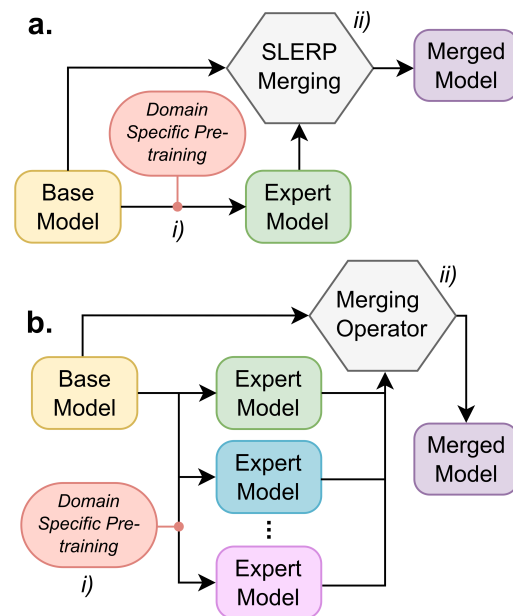 a.
ii)
SLERP
Merging
Merged
Model
Domain
Specific Pre-
training
Base
Model
i)
Expert
Model
b.
ii)
Merging
Operator
Base
Model
Expert
Model
Merged
Model
Expert
Model
Domain
Specific Pre-
training
i)
...
Expert
Model